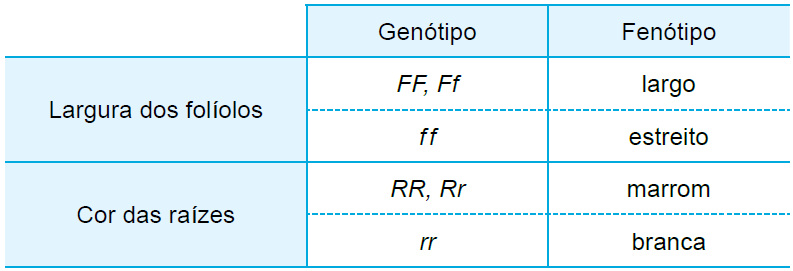 Genótipo Fenótipo
Largura dos folíolos
FF, Ff largo
ff estreito
Cor das raízes
RR, Rr marrom
rr branca